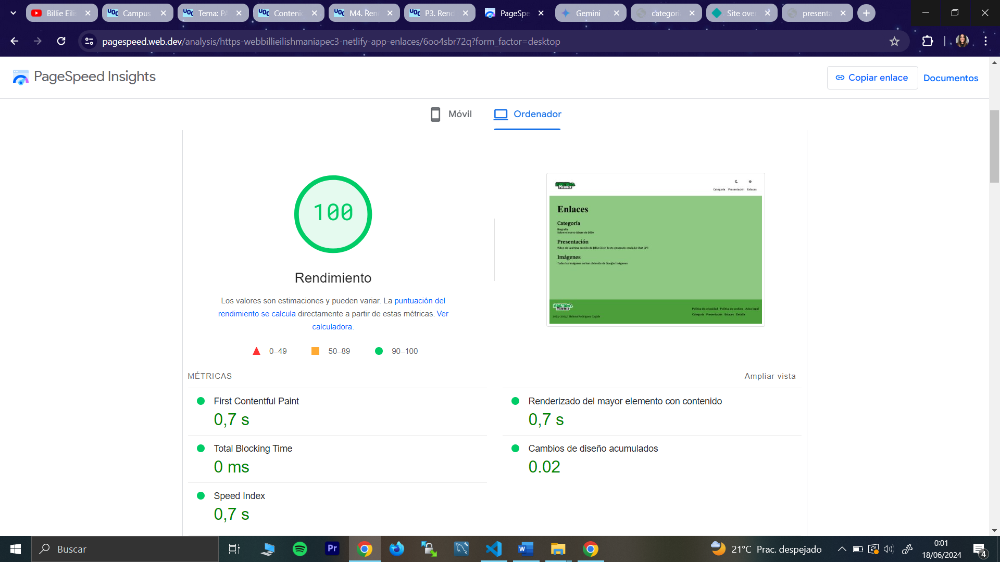 Billie Eilis
Campus
Tema: PA
Contenid
M4. Ren
P3. Rend
PageSpe
Gemini
categori
Site over
presenta
pagespeed.web.dev/analysis/https-webbillieilishmaniapec3-netlify-app-enlaces/6oo4sbr72q?form_factor=desktop
PageSpeed Insights
Copiar enlace
Documentos
Móvil
Ordenador
100
Rendimiento
Los valores son estimaciones y pueden variar. La puntuación del
rendimiento se calcula directamente a partir de estas métricas. Ver
calculadora.
0–49
50–89
90–100
Categoría Presentación Enlaces
Enlaces
Categoría
Biografía
Sobre el nuevo álbum de Billie
Presentación
Vídeo de la última canción de Billie Eilish Texto generado con la IA Chat GPT
Imágenes
Todas las imágenes se han obtenido de Google Imágenes
Política de privacidad Política de cookies Aviso legal
Categoría Presentación Enlaces Detalle
2023-2024 | Helena Rodríguez Cagide
MÉTRICAS
Ampliar vista
First Contentful Paint
0,7 s
Renderizado del mayor elemento con contenido
0,7 s
Total Blocking Time
0 ms
Cambios de diseño acumulados
0.02
Speed Index
0,7 s
Buscar
21°C Prac. despejado
0:01
18/06/2024
4